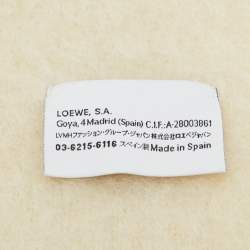 LOEWE, S.A.
Goya, 4 Madrid (Spain) C.I.F.:A-28003861
LVMHファッション・グループ・ジャパン株式会社ロエベジャパン
03-6215-6116 スペイン製 Made in Spain